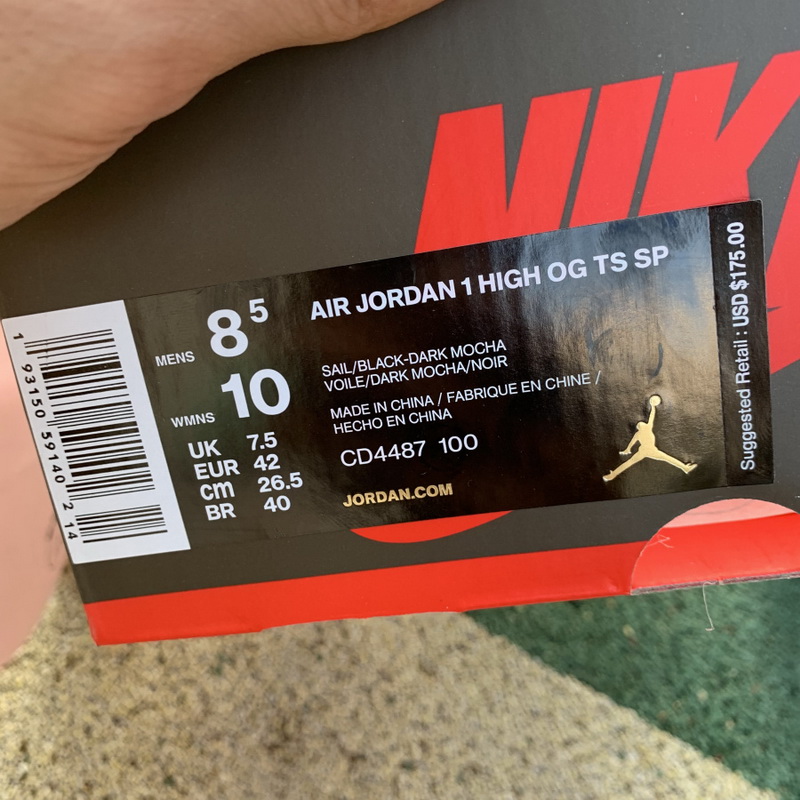 NIK
AIR JORDAN 1 HIGH OG TS SP
MENS 8 5
WMNS 10
UK 7.5
EUR 42
cm 26.5
BR 40
SAIL/BLACK-DARK MOCHA
VOILE/DARK MOCHA/NOIR
MADE IN CHINA / FABRIQUE EN CHINE /
HECHO EN CHINA
CD4487 100
JORDAN.COM
Suggested Retail : USD $175.00
1 93150 59140 2 14